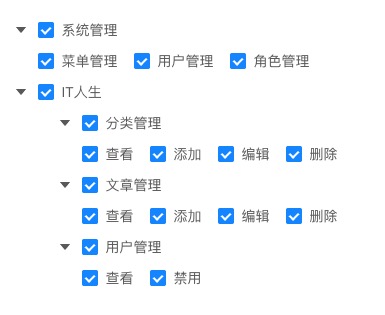 系统管理
菜单管理 用户管理 角色管理
IT人生
分类管理
查看 添加 编辑 删除
文章管理
查看 添加 编辑 删除
用户管理
查看 禁用